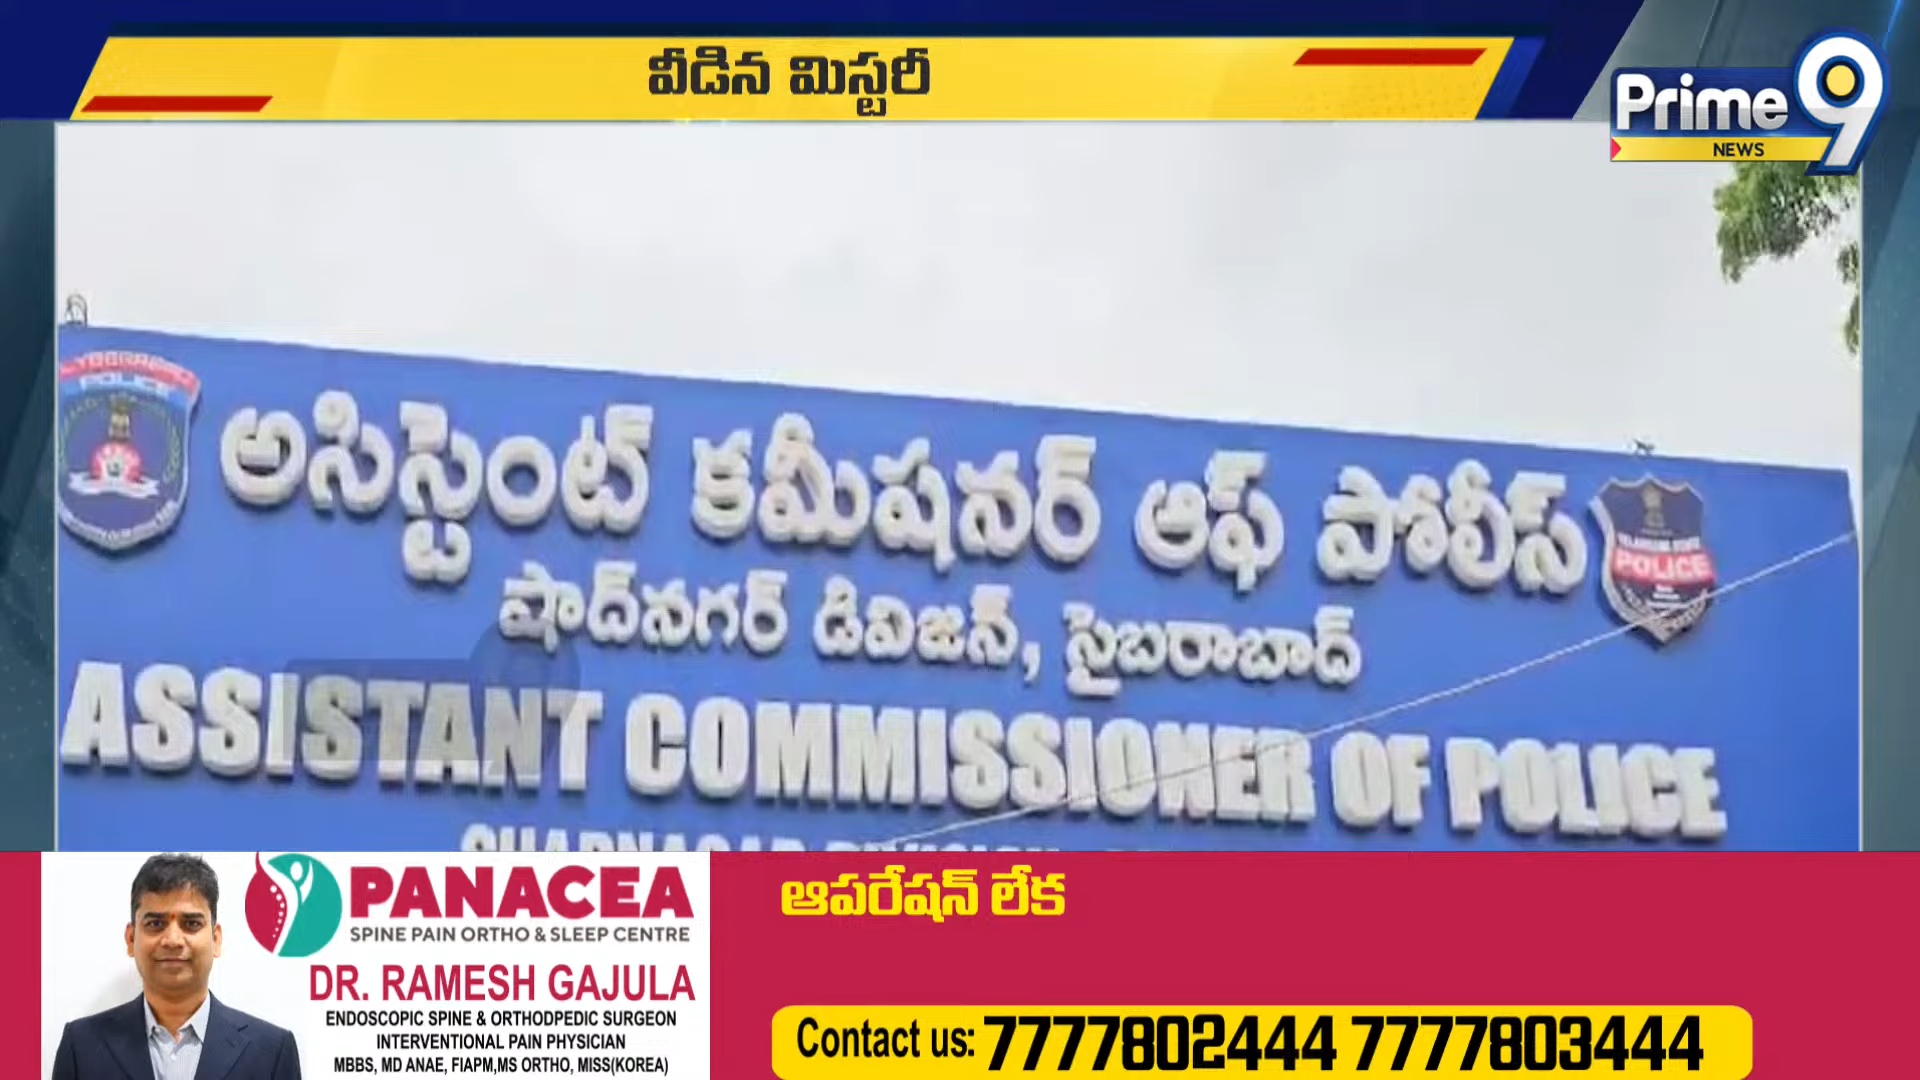 వీడిన మిస్టరీ
Prime9
NEWS
POLICE
అసిస్టెంట్ కమీషనర్ ఆఫ్ పోలీస్
POLICE
షాద్‌నగర్ డివిజన్, సైబరాబాద్
ASSISTANT COMMISSIONER OF POLICE
PANACEA
SPINE PAIN ORTHO & SLEEP CENTRE
DR. RAMESH GAJULA
ENDOSCOPIC SPINE & ORTHODPEDIC SURGEON
INTERVENTIONAL PAIN PHYSICIAN
MBBS, MD ANAE, FIAPM,MS ORTHO, MISS(KOREA)
ఆపరేషన్ లేక
Contact us: 7777802444 7777803444